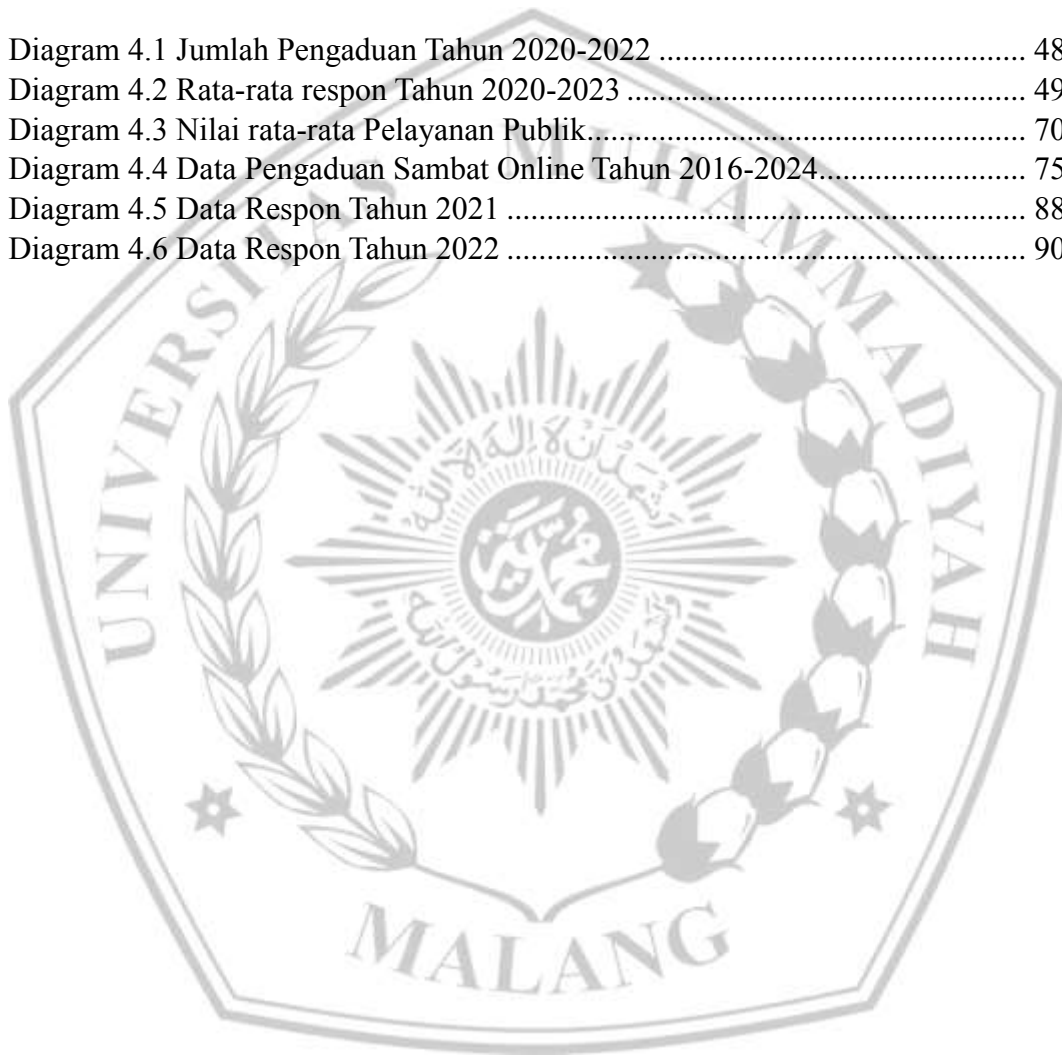 Diagram 4.1 Jumlah Pengaduan Tahun 2020-2022 ........................................... 48
Diagram 4.2 Rata-rata respon Tahun 2020-2023 ............................................... 49
Diagram 4.3 Nilai rata-rata Pelayanan Publik..................................................... 70
Diagram 4.4 Data Pengaduan Sambat Online Tahun 2016-2024........................ 75
Diagram 4.5 Data Respon Tahun 2021 .............................................................. 88
Diagram 4.6 Data Respon Tahun 2022 .............................................................. 90
UNIVERSITAS MUHAMMADIYAH
MALANG